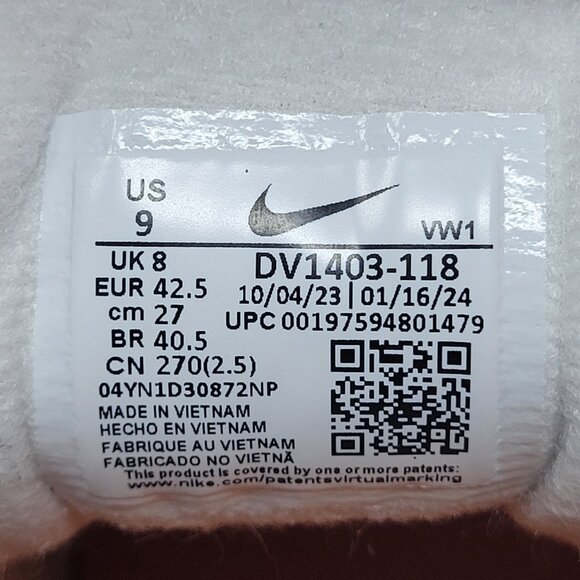 US
9
VW1
UK 8
EUR 42.5
cm 27
BR 40.5
CN 270(2.5)
DV1403-118
10/04/23 | 01/16/24
UPC 00197594801479
04YN1D30872NP
MADE IN VIETNAM
HECHO EN VIETNAM
FABRIQUE AU VIETNAM
FABRICADO NO VIETNÃ
This product is covered by one or more patents:
www.nike.com/patentsvirtualmarking